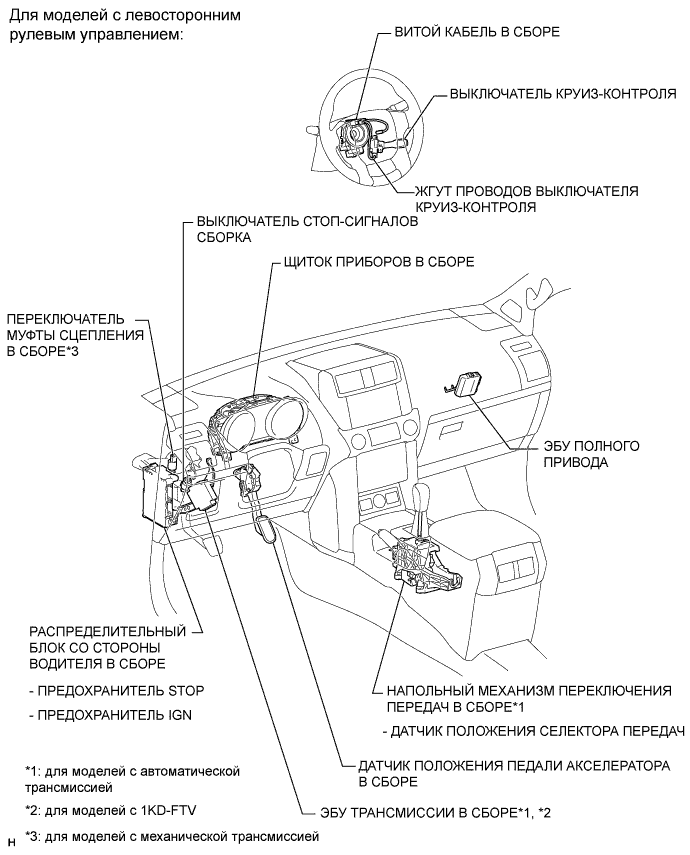 Для моделей с левосторонним
рулевым управлением:
ВИТОЙ КАБЕЛЬ В СБОРЕ
ВЫКЛЮЧАТЕЛЬ КРУИЗ-КОНТРОЛЯ
ЖГУТ ПРОВОДОВ ВЫКЛЮЧАТЕЛЯ
КРУИЗ-КОНТРОЛЯ
ВЫКЛЮЧАТЕЛЬ СТОП-СИГНАЛОВ
СБОРКА
ЩИТОК ПРИБОРОВ В СБОРЕ
ПЕРЕКЛЮЧАТЕЛЬ
МУФТЫ СЦЕПЛЕНИЯ
В СБОРЕ*3
ЭБУ ПОЛНОГО
ПРИВОДА
РАСПРЕДЕЛИТЕЛЬНЫЙ
БЛОК СО СТОРОНЫ
ВОДИТЕЛЯ В СБОРЕ
- ПРЕДОХРАНИТЕЛЬ STOP
- ПРЕДОХРАНИТЕЛЬ IGN
НАПОЛЬНЫЙ МЕХАНИЗМ ПЕРЕКЛЮЧЕНИЯ
ПЕРЕДАЧ В СБОРЕ*1
- ДАТЧИК ПОЛОЖЕНИЯ СЕЛЕКТОРА ПЕРЕДАЧ
ДАТЧИК ПОЛОЖЕНИЯ ПЕДАЛИ АКСЕЛЕРАТОРА
В СБОРЕ
ЭБУ ТРАНСМИССИИ В СБОРЕ*1, *2
*1: для моделей с автоматической
трансмиссией
*2: для моделей с 1KD-FTV
*3: для моделей с механической трансмиссией
H